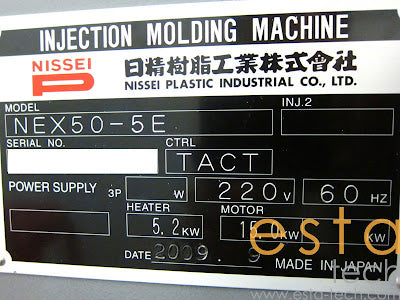 INJECTION MOLDING MACHINE
NISSEI
日精樹脂工業株式会社
NISSEI PLASTIC INDUSTRIAL CO., LTD.
MODEL INJ.2
NEX50-5E
SERIAL NO. CTRL
TACT
POWER SUPPLY 3P W 220 V 60 HZ
HEATER MOTOR
5.2 kW kW
DATE 2009. 9 MADE IN JAPAN
esta
tech
www.esta-tech.com